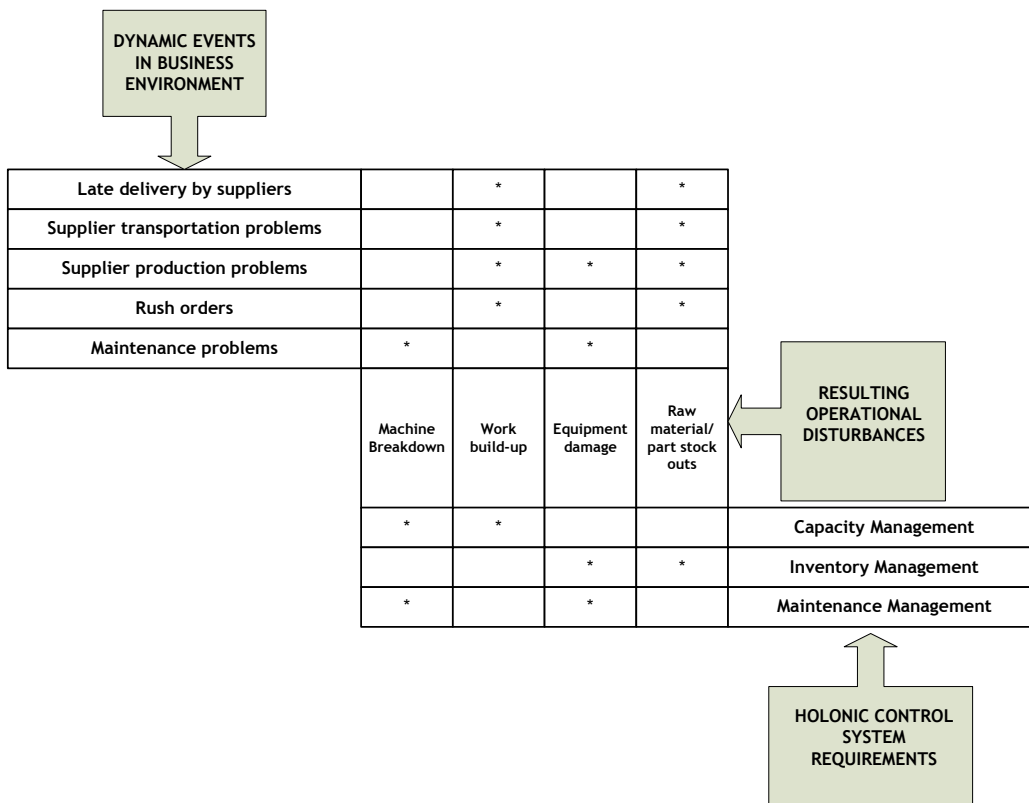 DYNAMIC EVENTS
IN BUSINESS
ENVIRONMENT
Late delivery by suppliers * *
Supplier transportation problems * *
Supplier production problems * * *
Rush orders * *
Maintenance problems * *
Machine
Breakdown
Work
build-up
Equipment
damage
Raw
material/
part stock
outs
RESULTING
OPERATIONAL
DISTURBANCES
* * Capacity Management
* * Inventory Management
* * Maintenance Management
HOLONIC CONTROL
SYSTEM
REQUIREMENTS